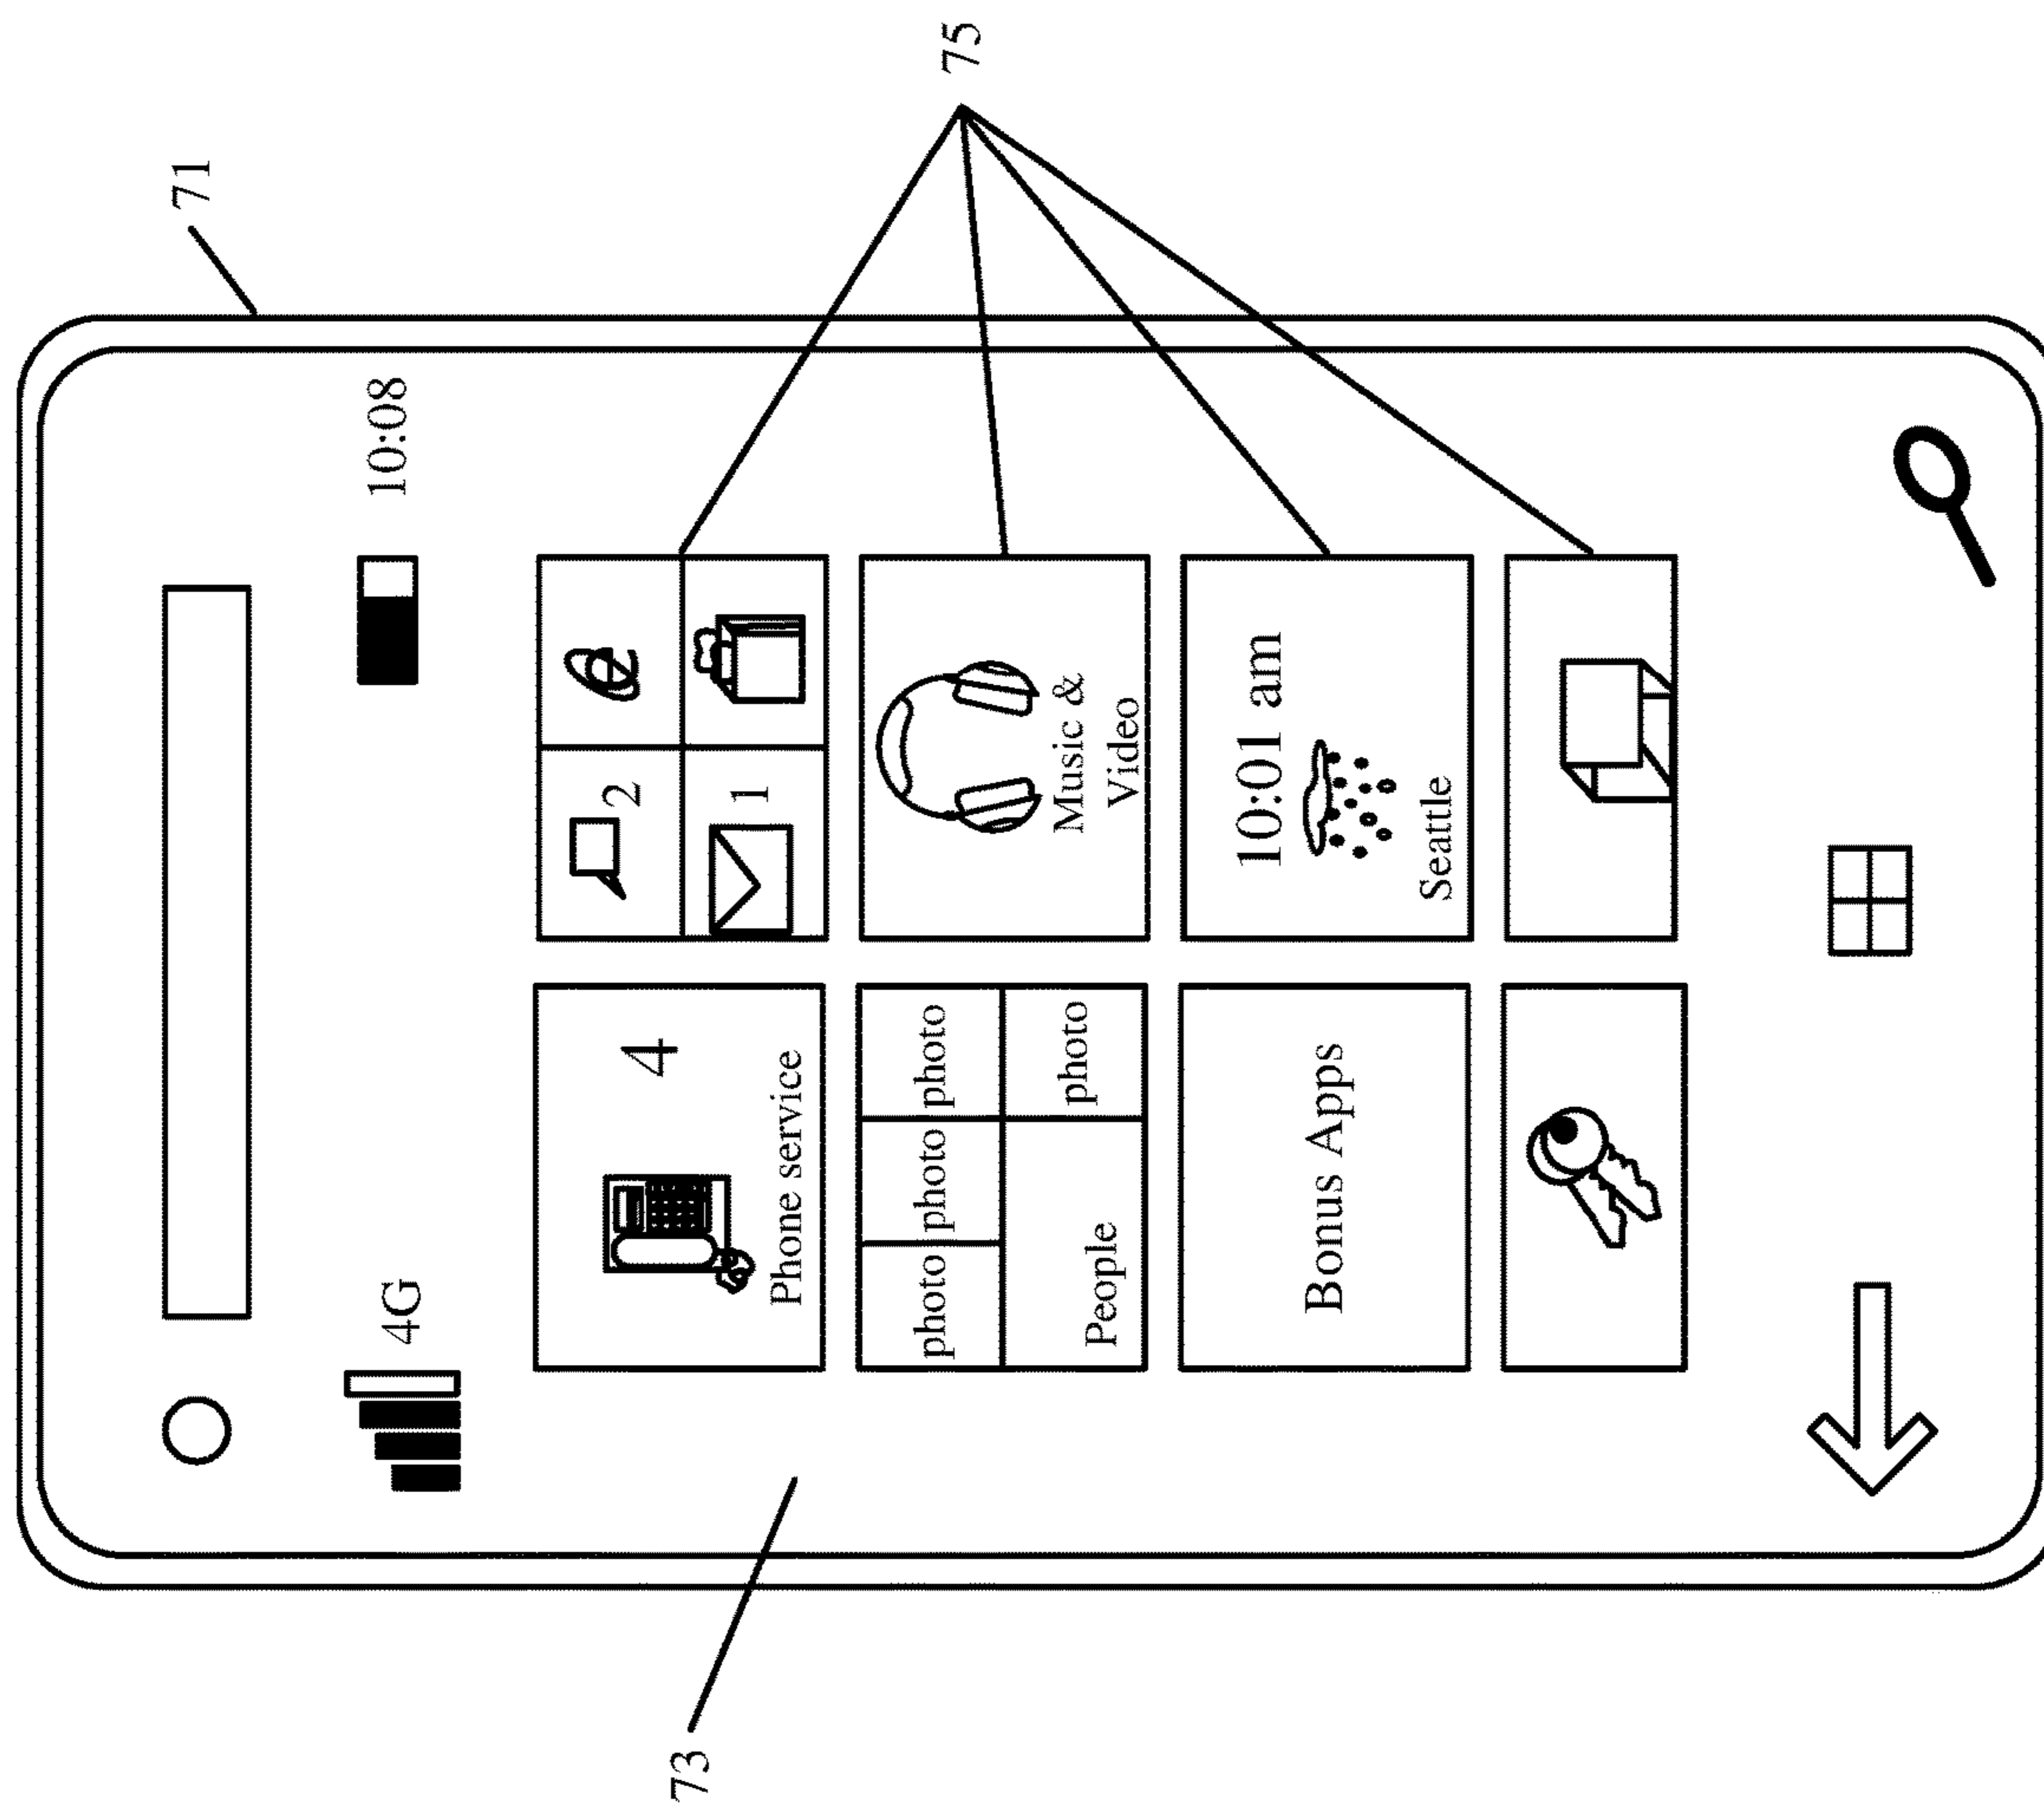 71
4G
10:08
4
Phone service
2
1
75
photo photo photo
People photo
Music &
Video
Bonus Apps
10:01 am
Seattle
73